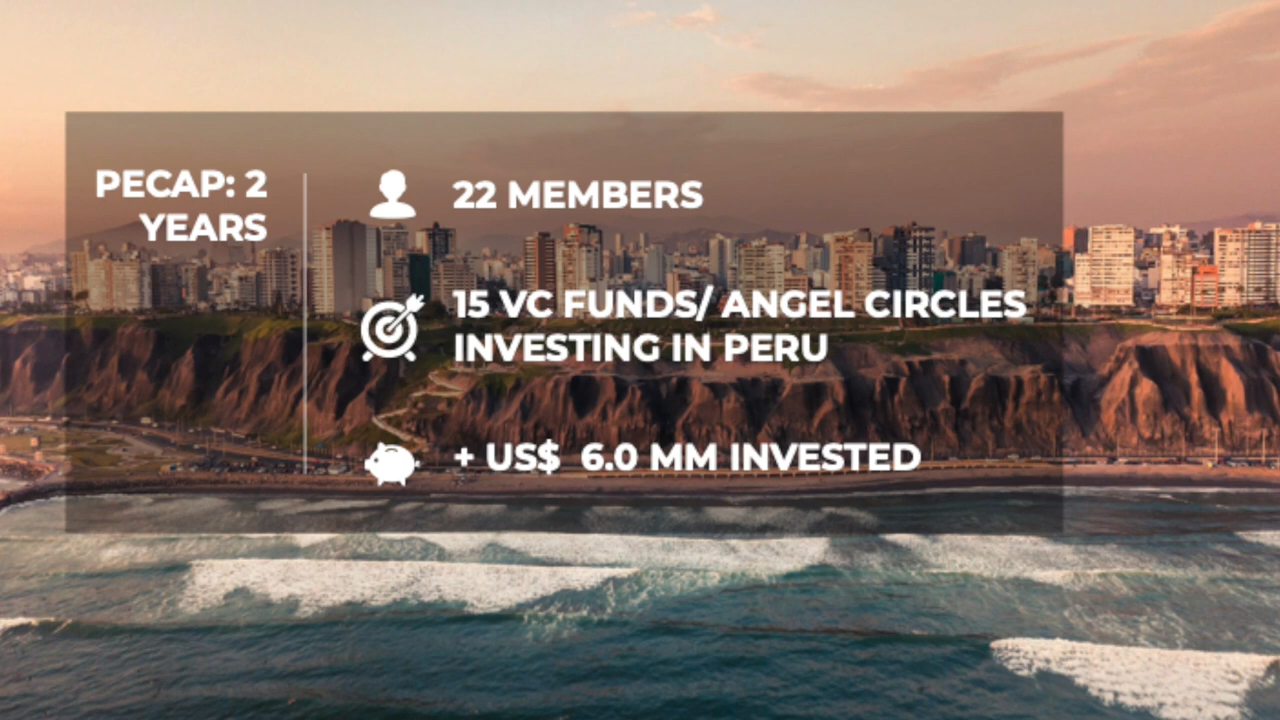 PECAP: 2
YEARS
22 MEMBERS
15 VC FUNDS/ ANGEL CIRCLES
INVESTING IN PERU
+ US$ 6.0 MM INVESTED